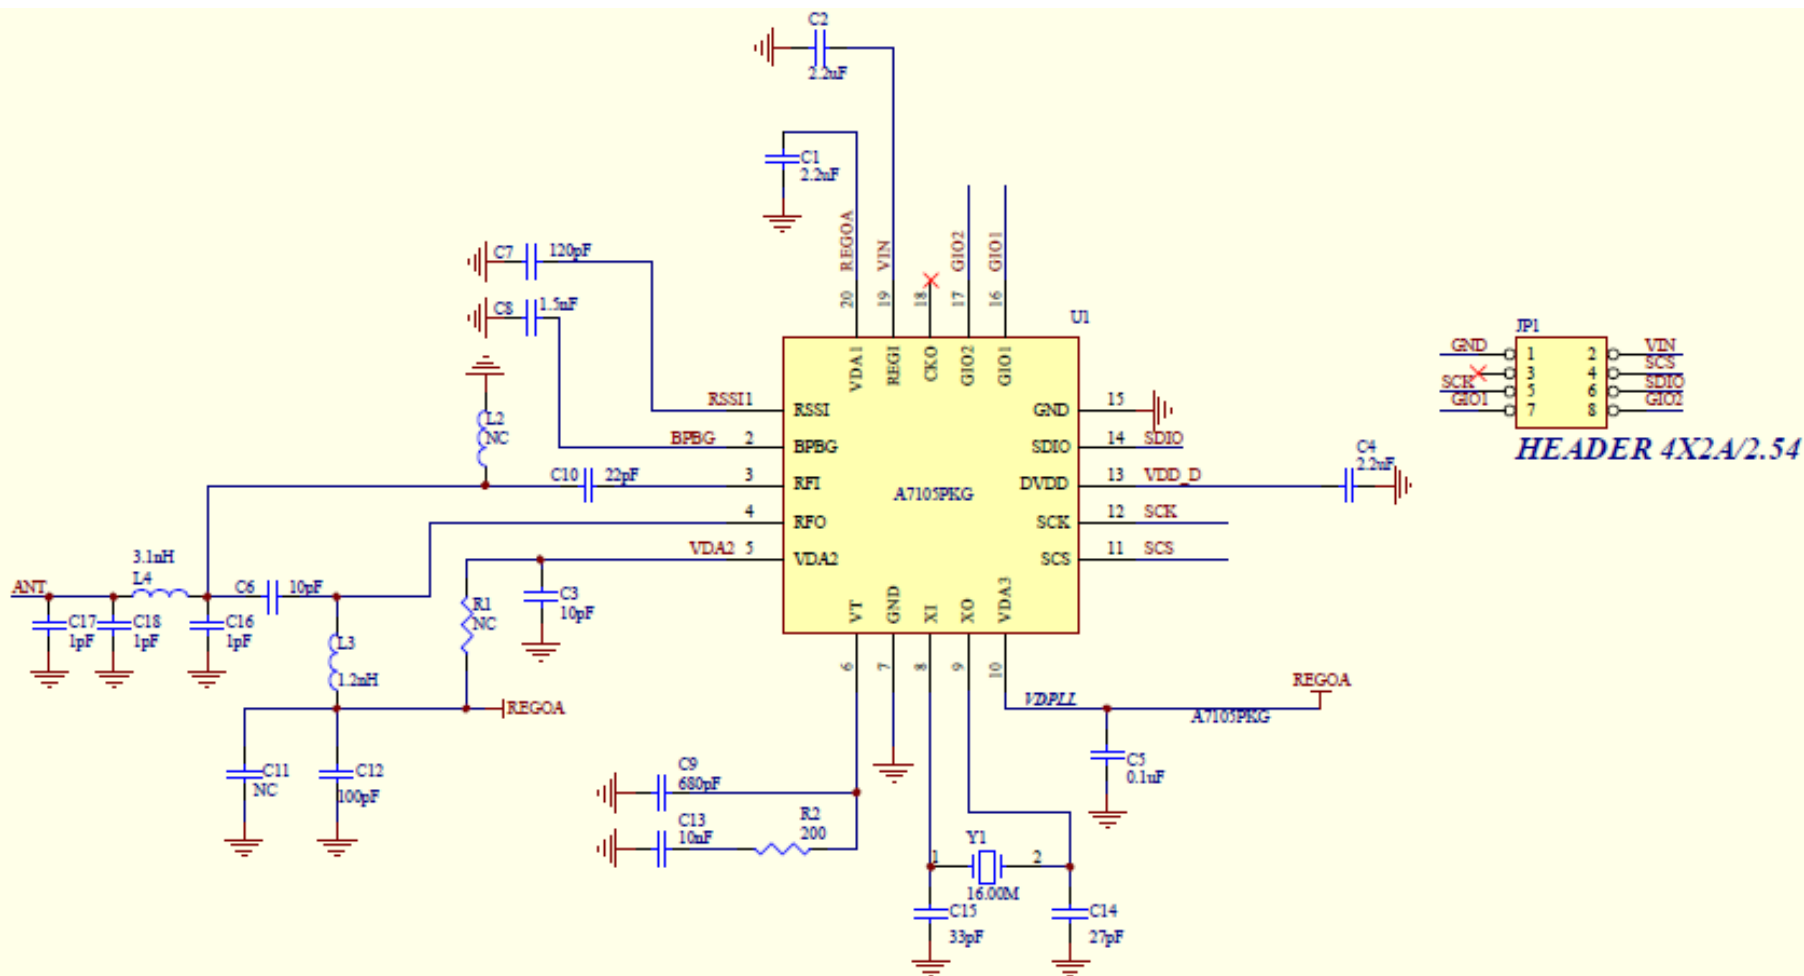 C2
2.2uF
C1
2.2uF
REGOA
VIN
GIO2
GIO1
20
19
18
17
16
C7
120pF
C8
1.5nF
U1
VDA1
REGI
CKO
GIO2
GIO1
JP1
GND 1 2 VIN
3 4 SCS
SCK 5 6 SDIO
GIO1 7 8 GIO2
HEADER 4X2A/2.54
RSSI 1 RSSI
GND 15
L2
NC
BPBG 2 BPBG
SDIO 14 SDIO
C4
2.2uF
C10 22pF 3 RFI
DVDD 13 VDD_D
A7105PKG
4 RFO
SCK 12 SCK
VDA2 5 VDA2
SCS 11 SCS
3.1nH
L4
ANT
C6 10pF
C17
1pF
C18
1pF
C16
1pF
R1
NC
C3
10pF
L3
1.2nH
VT
GND
XI
XO
VDA3
6
7
8
9
10
REGOA
VDPLL
REGOA
A7105PKG
C11
NC
C12
100pF
C9
680pF
C13
10nF
R2
200
C5
0.1uF
Y1
1 2
16.00M
C15
33pF
C14
27pF